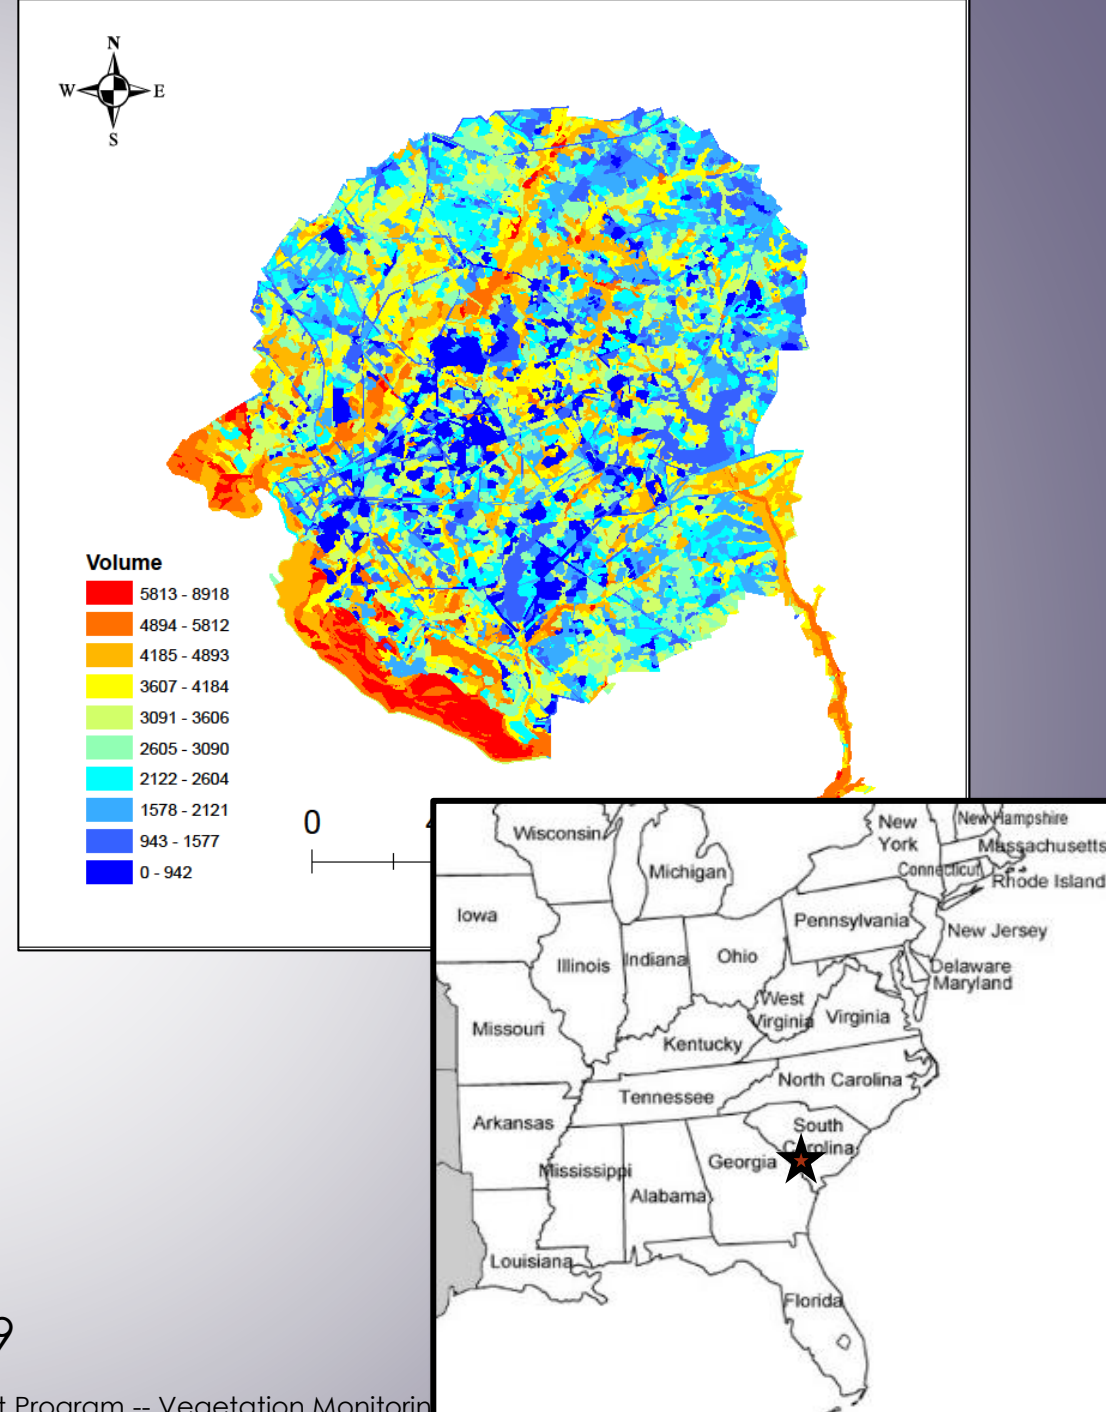 N
W E
S
Volume
5813 - 8918
4894 - 5812
4185 - 4893
3607 - 4184
3091 - 3606
2605 - 3090
2122 - 2604
1578 - 2121
943 - 1577
0 - 942
0
Wisconsin
Michigan
New
York
New Hampshire
Massachusetts
Connecticut
Rhode Island
Iowa
Illinois
Indiana
Ohio
Pennsylvania
New Jersey
Delaware
Maryland
West
Virginia
Virginia
Missouri
Kentucky
North Carolina
Tennessee
Arkansas
South
Carolina
Mississippi
Georgia
Alabama
Louisiana
Florida
9
t Program -- Vegetation Monitorin